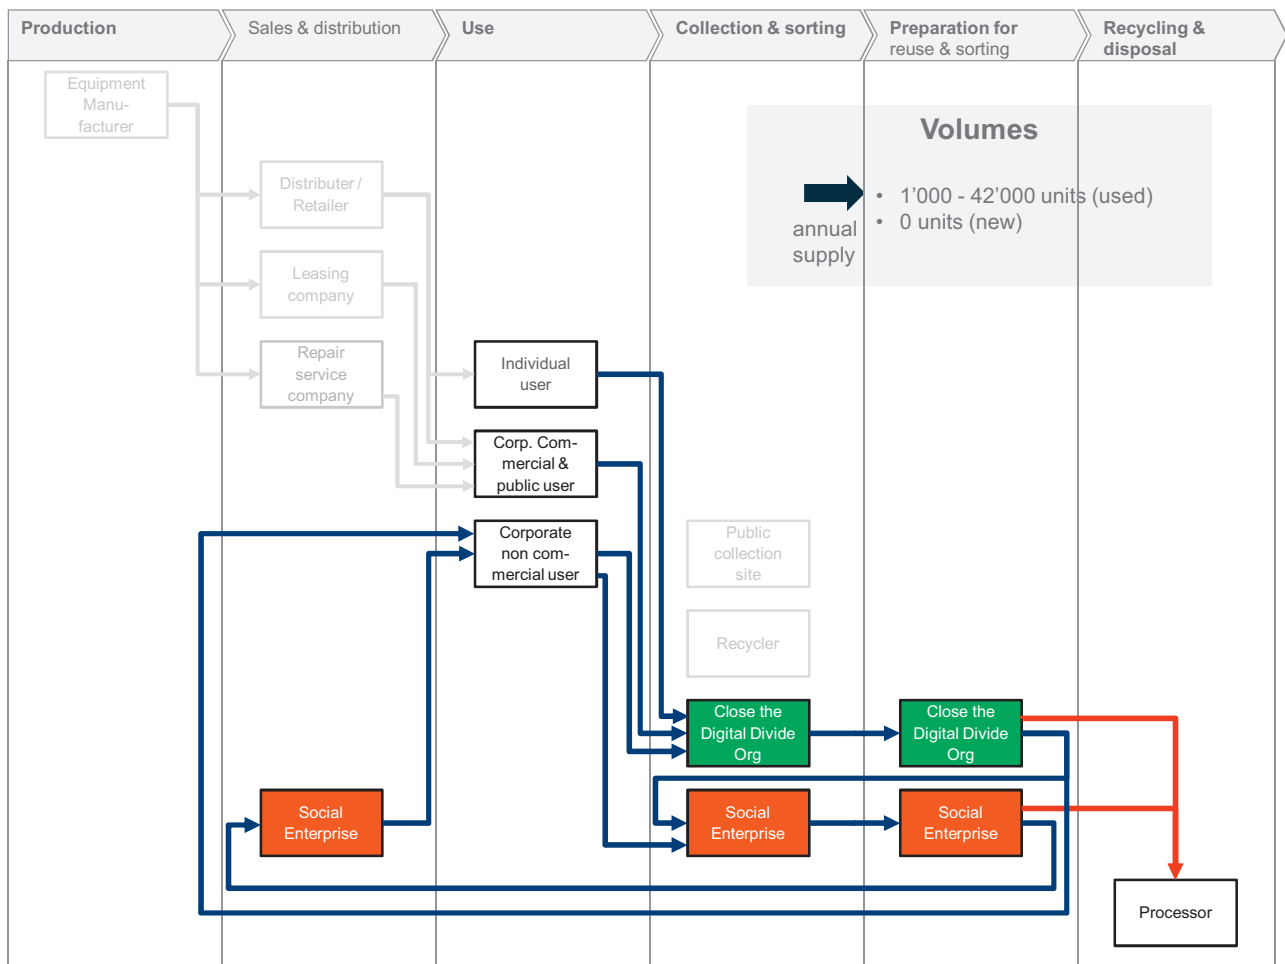 Production
Sales & distribution
Use
Collection & sorting
Preparation for
reuse & sorting
Recycling &
disposal
Equipment
Manu-
facturer
Volumes
annual
supply
• 1'000 - 42'000 units (used)
• 0 units (new)
Distributer /
Retailer
Leasing
company
Repair
service
company
Individual
user
Corp. Com-
mercial &
public user
Corporate
non com-
mercial user
Public
collection
site
Recycler
Close the
Digital Divide
Org
Close the
Digital Divide
Org
Social
Enterprise
Social
Enterprise
Social
Enterprise
Processor